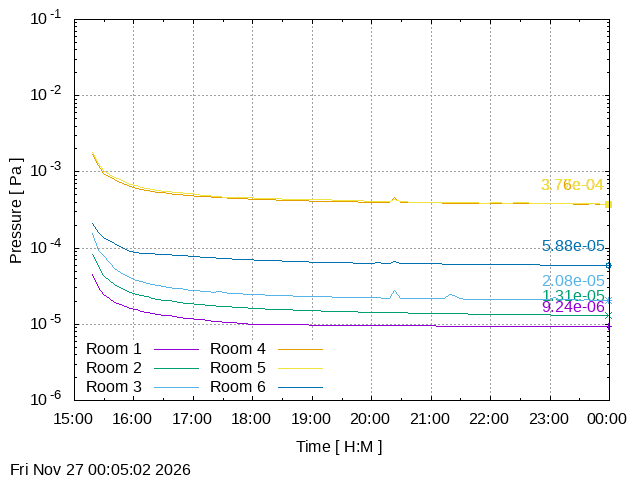 10^-1
10^-2
10^-3
10^-4
10^-5
10^-6
Pressure [ Pa ]
3.76e-04
5.88e-05
2.08e-05
1.31e-05
9.24e-06
Room 1 Room 4
Room 2 Room 5
Room 3 Room 6
15:00 16:00 17:00 18:00 19:00 20:00 21:00 22:00 23:00 00:00
Time [ H:M ]
Fri Nov 27 00:05:02 2026